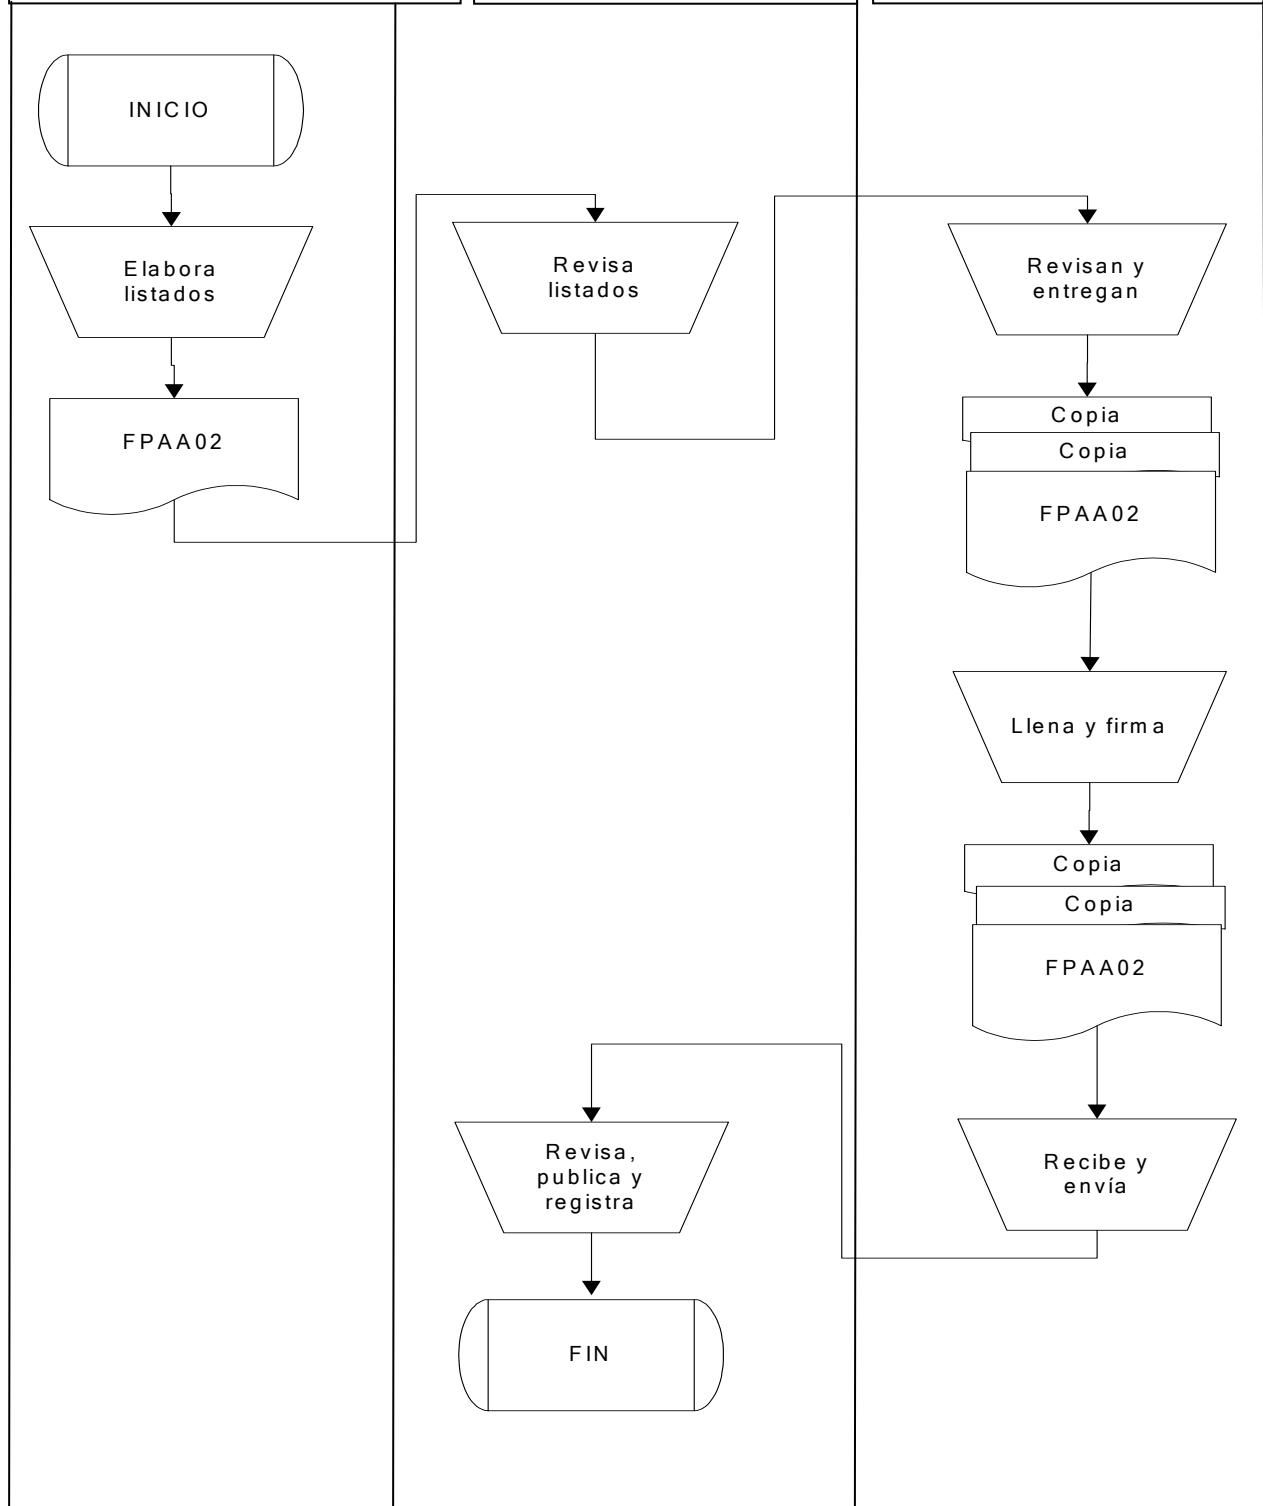 INICIO
Elabora
listados
FPAA02
Revisa
listados
Revisan y
entregan
Copia
Copia
FPAA02
Llena y firma
Copia
Copia
FPAA02
Recibe y
envía
Revisa,
publica y
registra
FIN